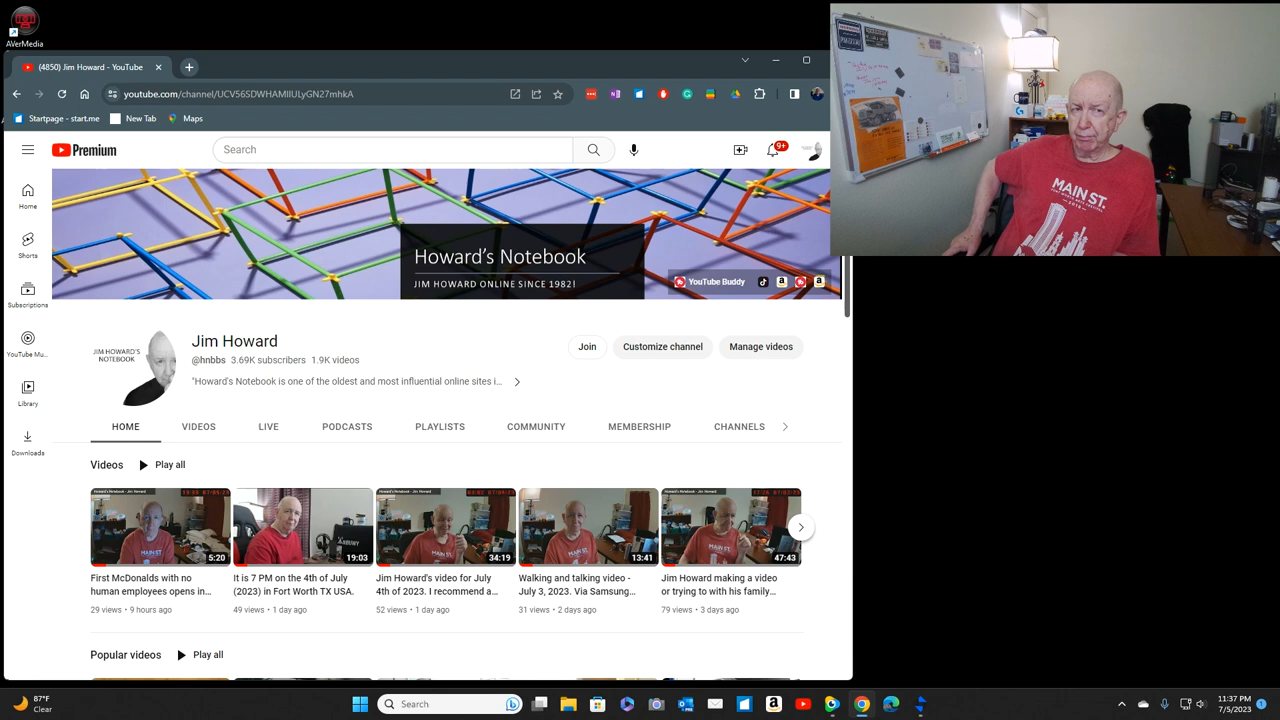 AVerMedia
(4850) Jim Howard - YouTube
youtube.com/channel/UCV56SDWHAMlIULyGN27mhkA
Startpage - start.me
New Tab
Maps
Premium
Search
9+
Home
Shorts
Subscriptions
YouTube Mu...
Library
Downloads
Howard's Notebook
JIM HOWARD ONLINE SINCE 1982!
YouTube Buddy
JIM HOWARD'S
NOTEBOOK
Jim Howard
@hnbbs 3.69K subscribers 1.9K videos
"Howard's Notebook is one of the oldest and most influential online sites i...
Join
Customize channel
Manage videos
HOME VIDEOS LIVE PODCASTS PLAYLISTS COMMUNITY MEMBERSHIP CHANNELS
Videos
Play all
5:20
First McDonalds with no
human employees opens in...
29 views • 9 hours ago
19:03
It is 7 PM on the 4th of July
(2023) in Fort Worth TX USA.
49 views • 1 day ago
34:19
Jim Howard's video for July
4th of 2023. I recommend a...
52 views • 1 day ago
13:41
Walking and talking video -
July 3, 2023. Via Samsung...
31 views • 2 days ago
47:43
Jim Howard making a video
or trying to with his family...
79 views • 3 days ago
Popular videos
Play all
MAIN ST.
FORT WORTH ARTS FESTIVAL
2016
87°F
Clear
Search
11:37 PM
7/5/2023